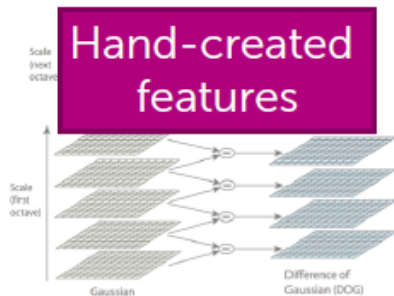 Hand-created
features
Scale
(next
octave)
Scale
(first
octave)
Gaussian
Difference of
Gaussian (DOG)